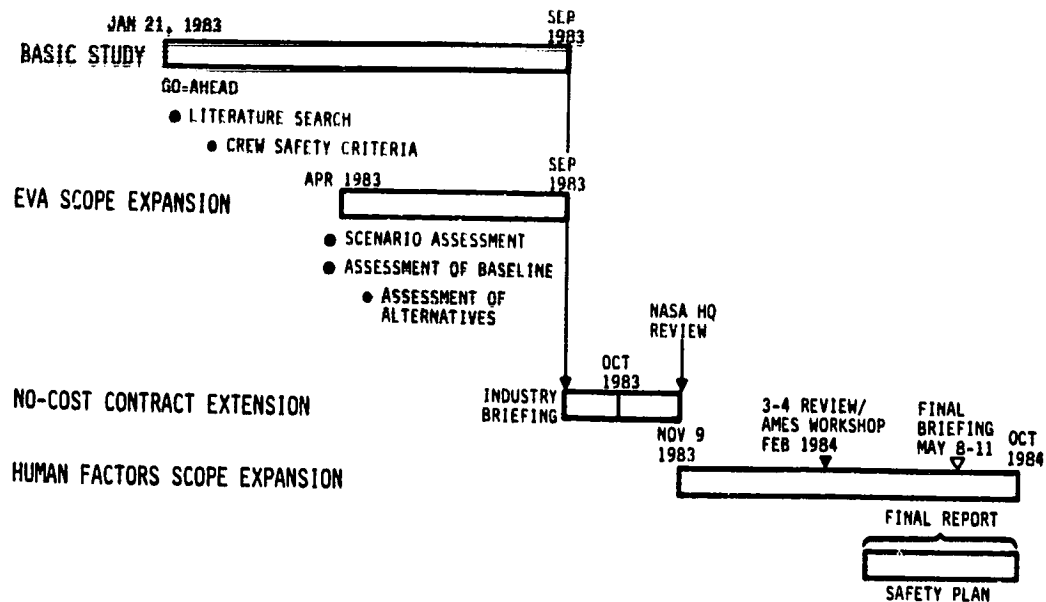 JAN 21, 1983
SEP
1983
BASIC STUDY
GO=AHEAD
● LITERATURE SEARCH
● CREW SAFETY CRITERIA
APR 1983
SEP
1983
EVA SCOPE EXPANSION
● SCENARIO ASSESSMENT
● ASSESSMENT OF BASELINE
● ASSESSMENT OF
ALTERNATIVES
NASA HQ
REVIEW
OCT
1983
NO-COST CONTRACT EXTENSION
INDUSTRY
BRIEFING
NOV 9
1983
3-4 REVIEW/
AMES WORKSHOP
FEB 1984
FINAL
BRIEFING
MAY 8-11
OCT
1984
HUMAN FACTORS SCOPE EXPANSION
FINAL REPORT
SAFETY PLAN